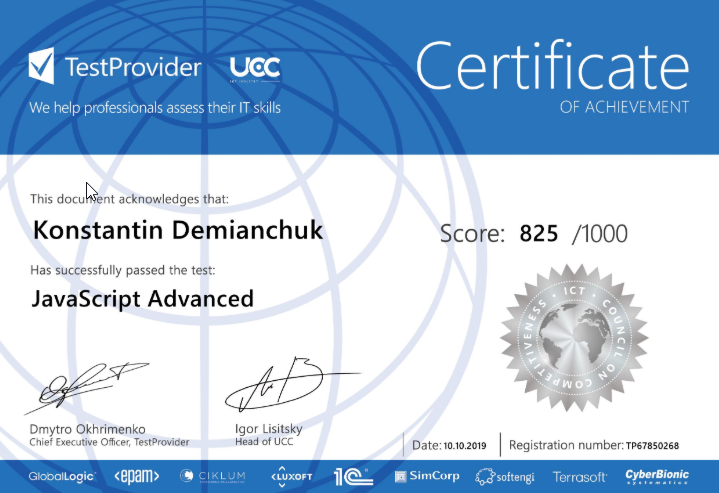 TestProvider
UCC
We help professionals assess their IT skills
Certificate
OF ACHIEVEMENT
This document acknowledges that:
Konstantin Demianchuk
Score: 825 /1000
Has successfully passed the test:
JavaScript Advanced
ICT COUNCIL ON COMPETITIVENESS
Dmytro Okhrimenko
Chief Executive Officer, TestProvider
Igor Lisitsky
Head of UCC
Date: 10.10.2019
Registration number: TP67850268
GlobalLogic
<epam>
CIKLUM
LUXOFT
1C
SimCorp
softengi
Terrasoft
CyberBionic
systematics